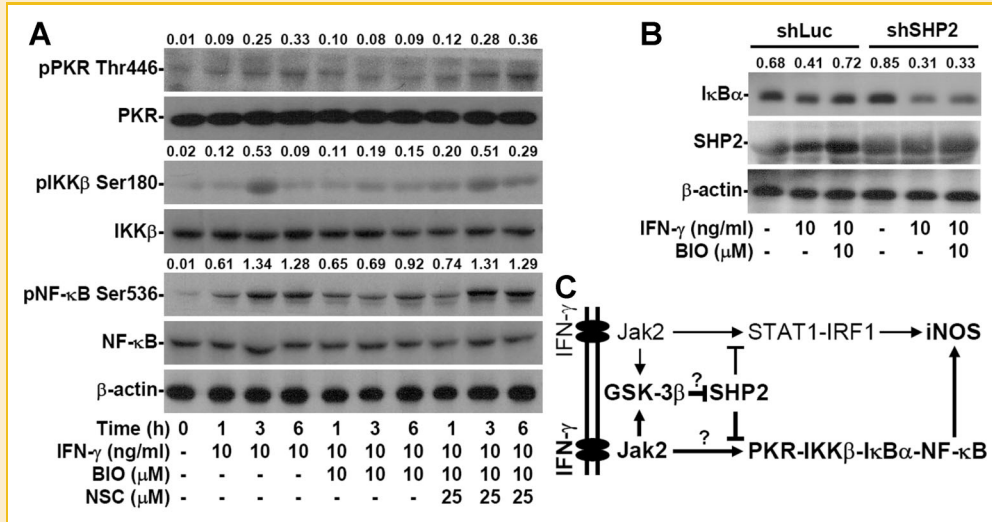 A
0.01 0.09 0.25 0.33 0.10 0.08 0.09 0.12 0.28 0.36
pPKR Thr446-
PKR-
0.02 0.12 0.53 0.09 0.11 0.19 0.15 0.20 0.51 0.29
pIKKβ Ser180-
IKKβ-
0.01 0.61 1.34 1.28 0.65 0.69 0.92 0.74 1.31 1.29
pNF-κB Ser536-
NF-κB-
β-actin-
Time (h) 0 1 3 6 1 3 6 1 3 6
IFN-γ (ng/ml) - 10 10 10 10 10 10 10 10 10
BIO (μM) - - - - 10 10 10 10 10 10
NSC (μM) - - - - - - - 25 25 25
B
shLuc shSHP2
0.68 0.41 0.72 0.85 0.31 0.33
IκBα-
SHP2-
β-actin-
IFN-γ (ng/ml) - 10 10 - 10 10
BIO (μM) - - 10 - - 10
C
IFN-γ
Jak2 STAT1-IRF1 iNOS
?
GSK-3β SHP2
IFN-γ
?
Jak2 PKR-IKKβ-IκBα-NF-κB